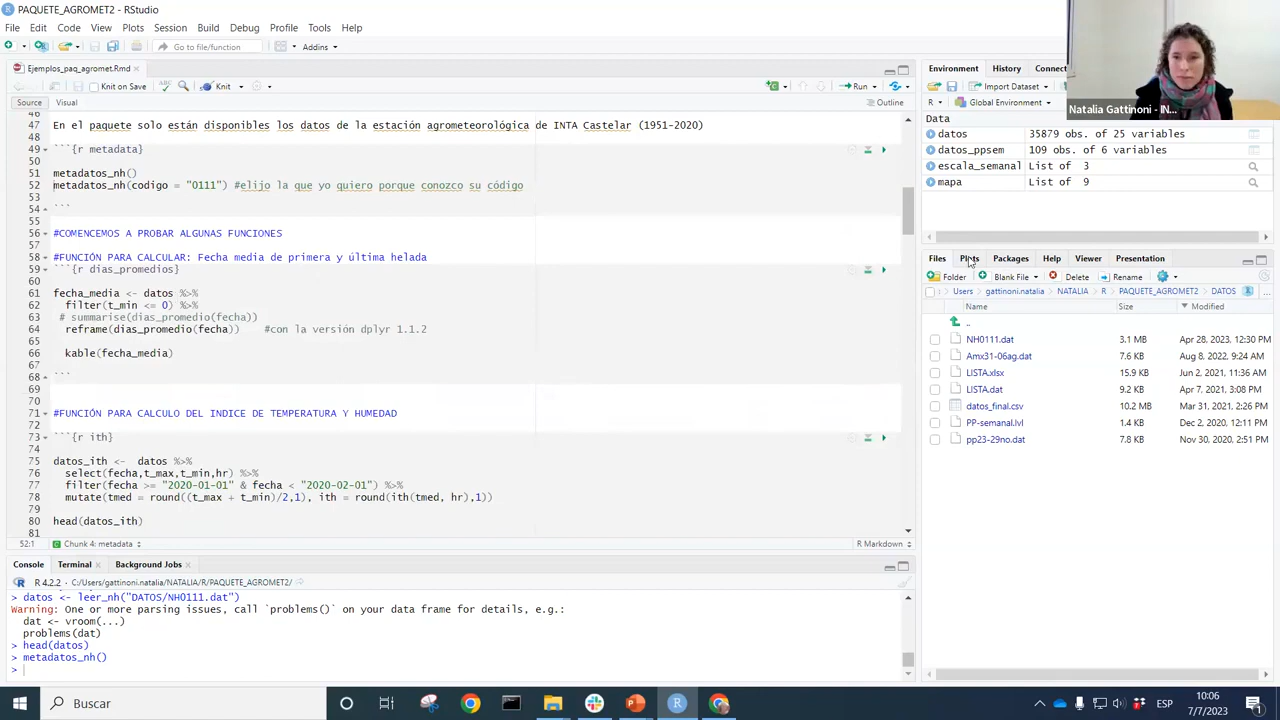 PAQUETE_AGROMET2 - RStudio
File Edit Code View Plots Session Build Debug Profile Tools Help
Go to file/function
Addins
Ejemplos_paq_agromet.Rmd
Knit on Save
Knit
Run
Source Visual
Outline
46
47 En el paquete solo están disponibles los datos de la estacion agrometeorológica de INTA Castelar (1951-2020)
48
49 ```{r metadata}
50
51 metadatos_nh()
52 metadatos_nh(codigo = "0111") #elijo la que yo quiero porque conozco su código
53
54 ```
55
56 #COMENCEMOS A PROBAR ALGUNAS FUNCIONES
57
58 #FUNCIÓN PARA CALCULAR: Fecha media de primera y última helada
59 ```{r dias_promedios}
60
61 fecha_media <- datos %>%
62 filter(t_min <= 0) %>%
63 # summarise(dias_promedio(fecha))
64 reframe(dias_promedio(fecha)) #con la versión dplyr 1.1.2
65
66 kable(fecha_media)
67
68 ```
69
70
71 #FUNCIÓN PARA CALCULO DEL INDICE DE TEMPERATURA Y HUMEDAD
72
73 ```{r ith}
74
75 datos_ith <- datos %>%
76 select(fecha,t_max,t_min,hr) %>%
77 filter(fecha >= "2020-01-01" & fecha < "2020-02-01") %>%
78 mutate(tmed = round((t_max + t_min)/2,1), ith = round(ith(tmed, hr),1))
79
80 head(datos_ith)
81
52:1 Chunk 4: metadata
R Markdown
Console Terminal Background Jobs
R 4.2.2 · C:/Users/gattinoni.natalia/NATALIA/R/PAQUETE_AGROMET2/
> datos <- leer_nh("DATOS/NH0111.dat")
Warning: One or more parsing issues, call `problems()` on your data frame for details, e.g.:
dat <- vroom(...)
problems(dat)
> head(datos)
> metadatos_nh()
>
Environment History Connect
Import Dataset
R Global Environment
Data
datos 35879 obs. of 25 variables
datos_ppsem 109 obs. of 6 variables
escala_semanal List of 3
mapa List of 9
Natalia Gattinoni - IN...
Files Plots Packages Help Viewer Presentation
Folder Blank File Delete Rename
C: Users gattinoni.natalia NATALIA R PAQUETE_AGROMET2 DATOS ...
Name Size Modified
..
NH0111.dat 3.1 MB Apr 28, 2023, 12:30 PM
Amx31-06ag.dat 7.6 KB Aug 8, 2022, 9:24 AM
LISTA.xlsx 15.9 KB Jun 2, 2021, 11:36 AM
LISTA.dat 9.2 KB Apr 7, 2021, 3:08 PM
datos_final.csv 10.2 MB Mar 31, 2021, 2:26 PM
PP-semanal.lvl 1.4 KB Dec 2, 2020, 12:11 PM
pp23-29no.dat 7.8 KB Nov 30, 2020, 2:51 PM
Buscar
ESP
10:06
7/7/2023
1